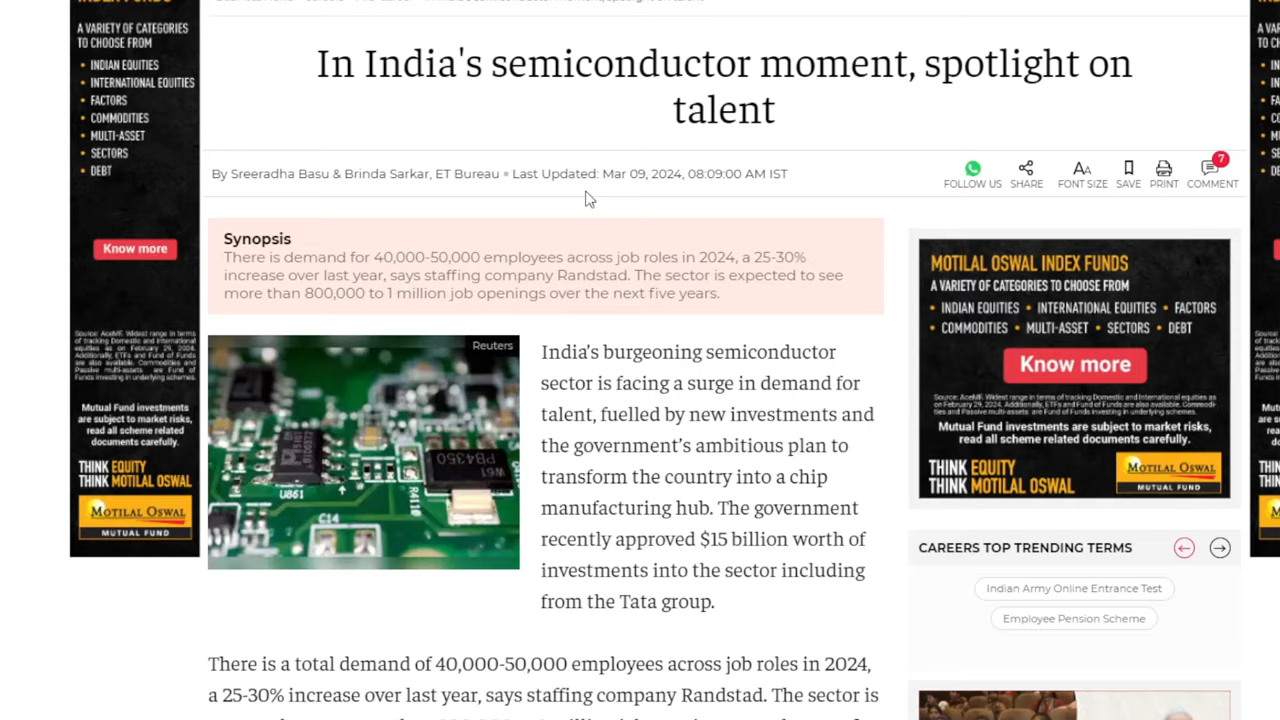 A VARIETY OF CATEGORIES
TO CHOOSE FROM
• INDIAN EQUITIES
• INTERNATIONAL EQUITIES
• FACTORS
• COMMODITIES
• MULTI-ASSET
• SECTORS
• DEBT
Know more
Mutual Fund investments
are subject to market risks,
read all scheme related
documents carefully.
THINK EQUITY
THINK MOTILAL OSWAL
MOTILAL OSWAL
MUTUAL FUND
In India's semiconductor moment, spotlight on
talent
By Sreeradha Basu & Brinda Sarkar, ET Bureau • Last Updated: Mar 09, 2024, 08:09:00 AM IST
FOLLOW US
SHARE
FONT SIZE
SAVE
PRINT
7
COMMENT
Synopsis
There is demand for 40,000-50,000 employees across job roles in 2024, a 25-30%
increase over last year, says staffing company Randstad. The sector is expected to see
more than 800,000 to 1 million job openings over the next five years.
Reuters
U861
R4110
C14
PB4350
India's burgeoning semiconductor
sector is facing a surge in demand for
talent, fuelled by new investments and
the government's ambitious plan to
transform the country into a chip
manufacturing hub. The government
recently approved $15 billion worth of
investments into the sector including
from the Tata group.
There is a total demand of 40,000-50,000 employees across job roles in 2024,
a 25-30% increase over last year, says staffing company Randstad. The sector is
MOTILAL OSWAL INDEX FUNDS
A VARIETY OF CATEGORIES TO CHOOSE FROM
• INDIAN EQUITIES • INTERNATIONAL EQUITIES • FACTORS
• COMMODITIES • MULTI-ASSET • SECTORS • DEBT
Know more
Mutual Fund investments are subject to market risks,
read all scheme related documents carefully.
THINK EQUITY
THINK MOTILAL OSWAL
MOTILAL OSWAL
MUTUAL FUND
CAREERS TOP TRENDING TERMS
Indian Army Online Entrance Test
Employee Pension Scheme